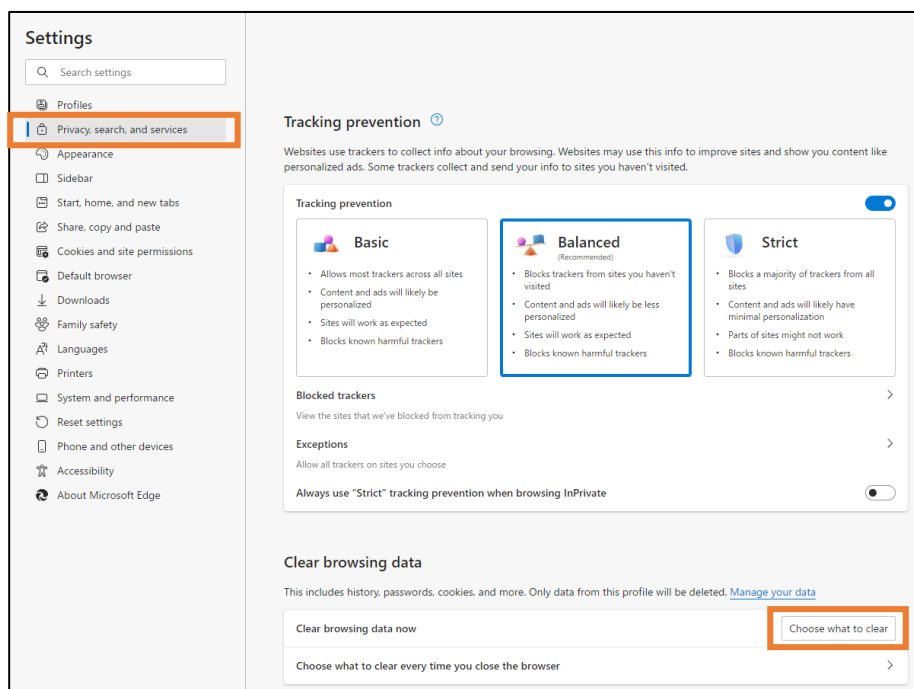 Settings
Search settings
Profiles
Privacy, search, and services
Appearance
Sidebar
Start, home, and new tabs
Share, copy and paste
Cookies and site permissions
Default browser
Downloads
Family safety
Languages
Printers
System and performance
Reset settings
Phone and other devices
Accessibility
About Microsoft Edge
Tracking prevention
Websites use trackers to collect info about your browsing. Websites may use this info to improve sites and show you content like
personalized ads. Some trackers collect and send your info to sites you haven't visited.
Tracking prevention
Basic
• Allows most trackers across all sites
• Content and ads will likely be
personalized
• Sites will work as expected
• Blocks known harmful trackers
Balanced
(Recommended)
• Blocks trackers from sites you haven't
visited
• Content and ads will likely be less
personalized
• Sites will work as expected
• Blocks known harmful trackers
Strict
• Blocks a majority of trackers from all
sites
• Content and ads will likely have
minimal personalization
• Parts of sites might not work
• Blocks known harmful trackers
Blocked trackers
View the sites that we've blocked from tracking you
Exceptions
Allow all trackers on sites you choose
Always use "Strict" tracking prevention when browsing InPrivate
Clear browsing data
This includes history, passwords, cookies, and more. Only data from this profile will be deleted. Manage your data
Clear browsing data now
Choose what to clear
Choose what to clear every time you close the browser